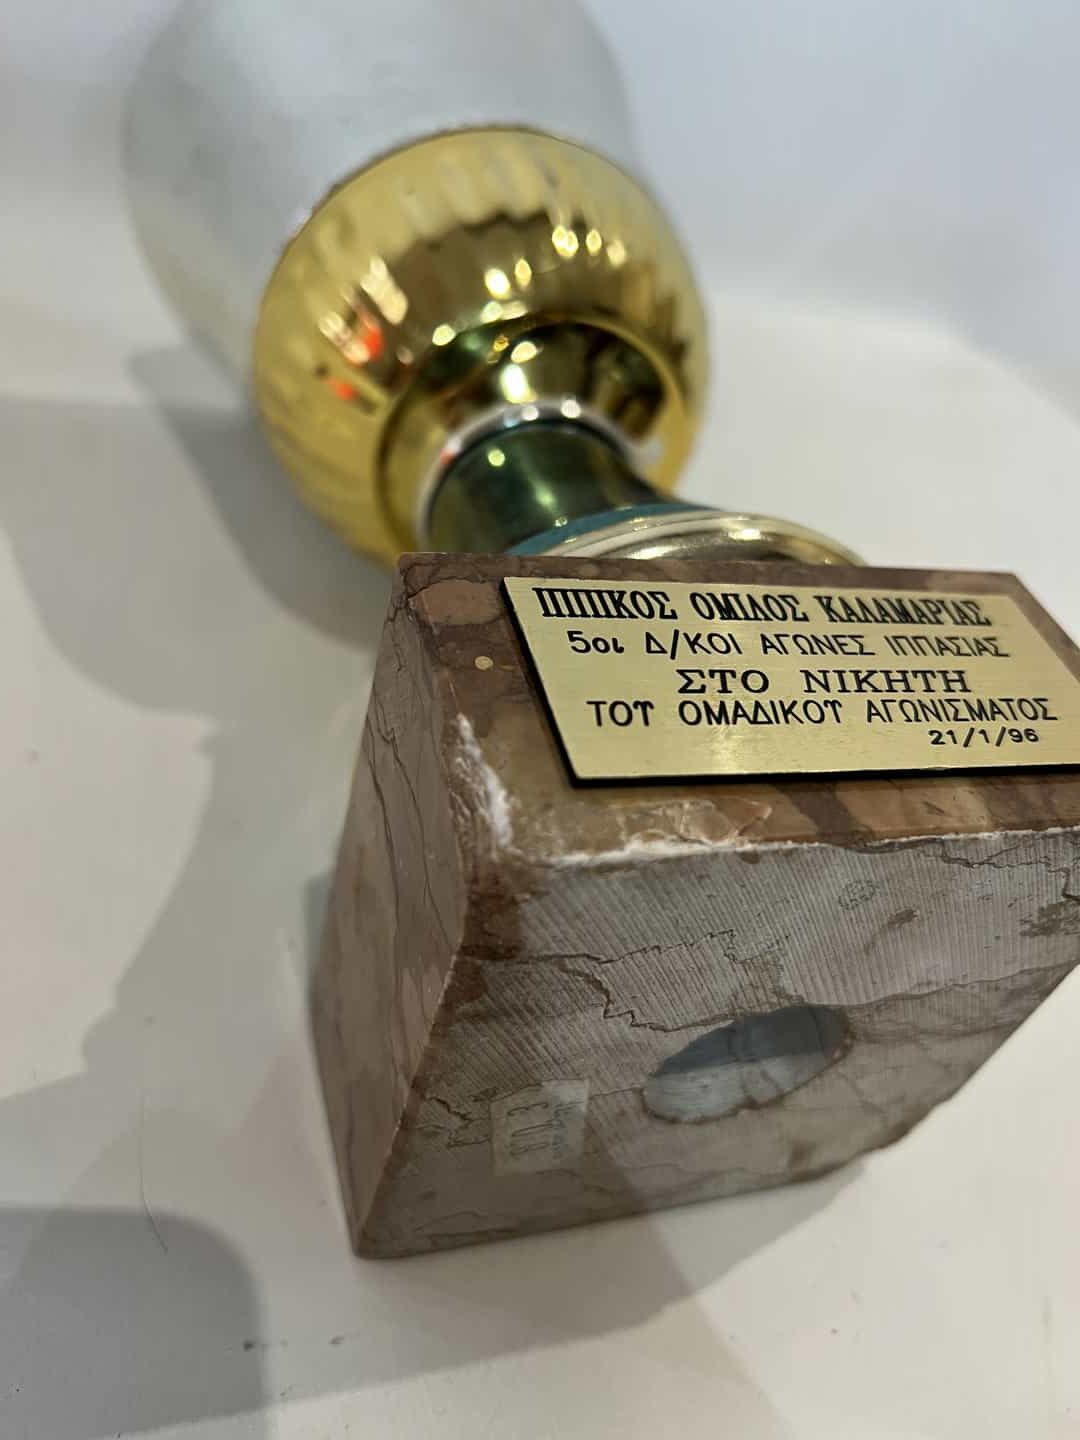 ΙΠΠΙΚΟΣ ΟΜΙΛΟΣ ΚΑΛΑΜΑΡΙΑΣ
5οι Δ/ΚΟΙ ΑΓΩΝΕΣ ΙΠΠΑΣΙΑΣ
ΣΤΟ ΝΙΚΗΤΗ
ΤΟΥ ΟΜΑΔΙΚΟΥ ΑΓΩΝΙΣΜΑΤΟΣ
21/1/96